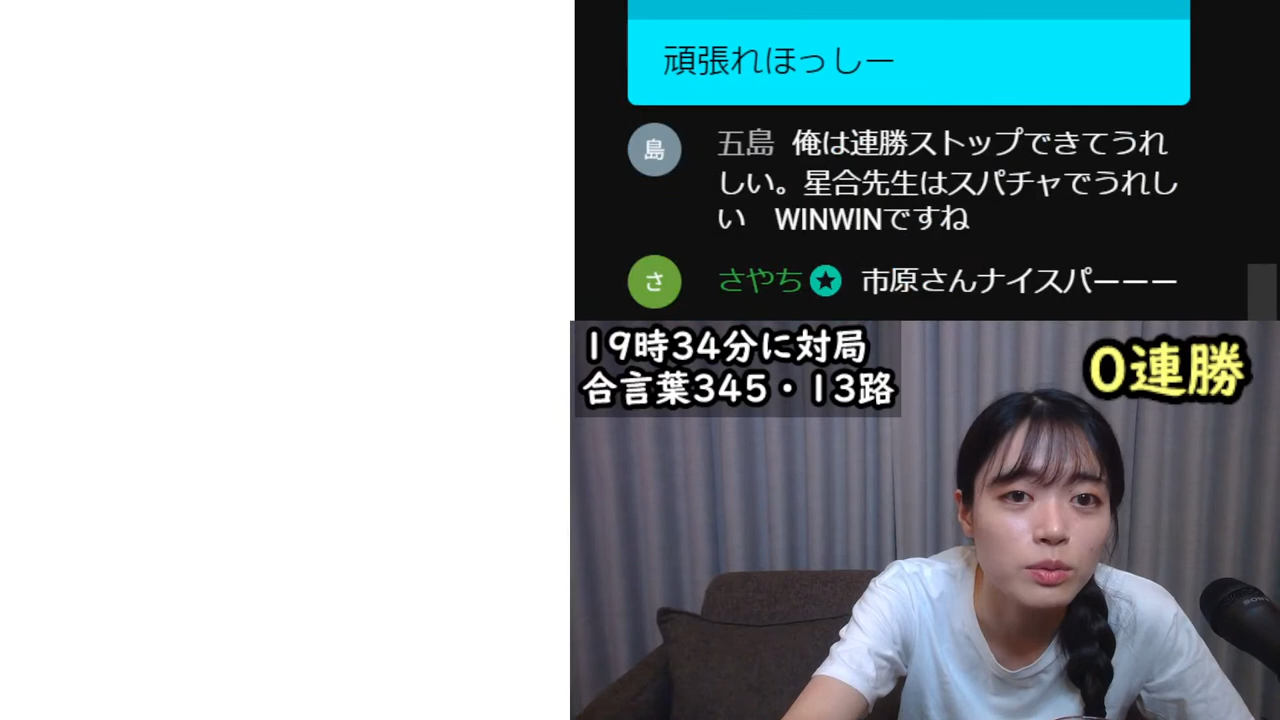 頑張れほっしー
島
五島 俺は連勝ストップできてうれ
しい。星合先生はスパチャでうれし
い　WINWINですね
さ
さやち 市原さんナイスパーーー
19時34分に対局
合言葉345・13路
0連勝